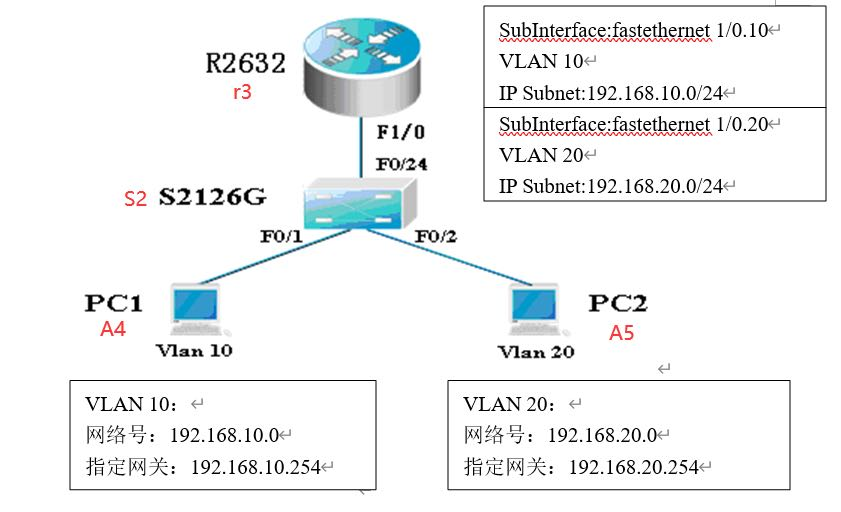 SubInterface:fastethernet 1/0.10
VLAN 10
IP Subnet:192.168.10.0/24
SubInterface:fastethernet 1/0.20
VLAN 20
IP Subnet:192.168.20.0/24
R2632
r3
F1/0
F0/24
S2 S2126G
F0/1 F0/2
PC1
A4
Vlan 10
PC2
A5
Vlan 20
VLAN 10：
网络号：192.168.10.0
指定网关：192.168.10.254
VLAN 20：
网络号：192.168.20.0
指定网关：192.168.20.254